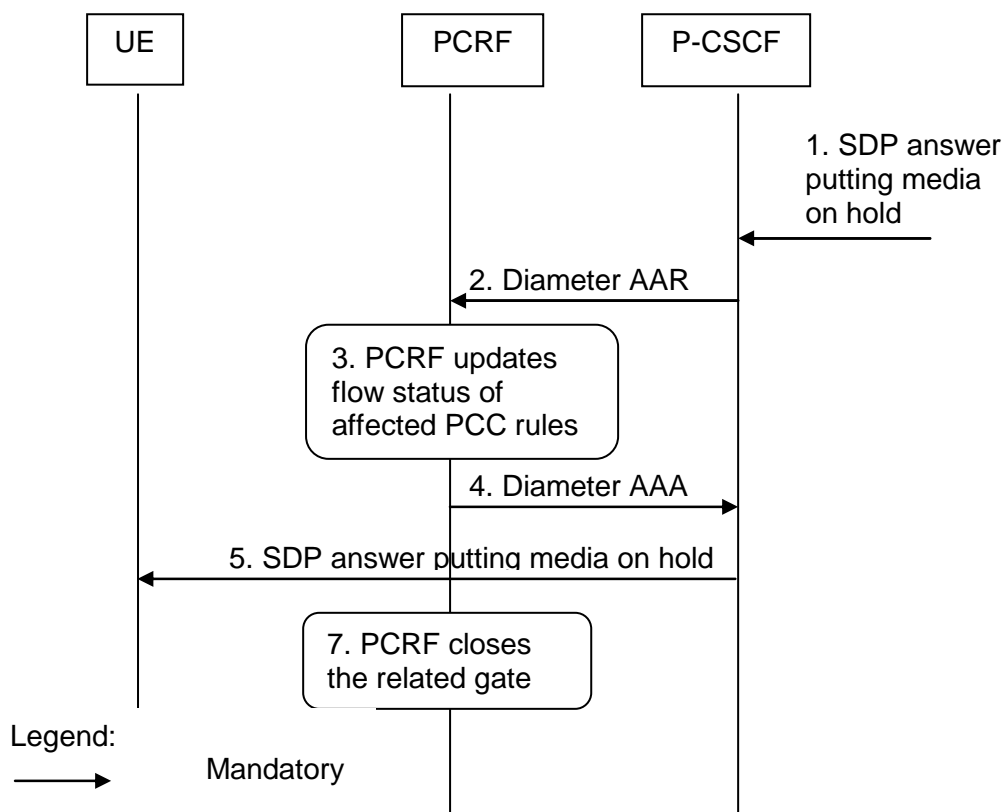 UE
PCRF
P-CSCF
1. SDP answer
putting media
on hold
2. Diameter AAR
3. PCRF updates
flow status of
affected PCC rules
4. Diameter AAA
5. SDP answer putting media on hold
7. PCRF closes
the related gate
Legend:
Mandatory